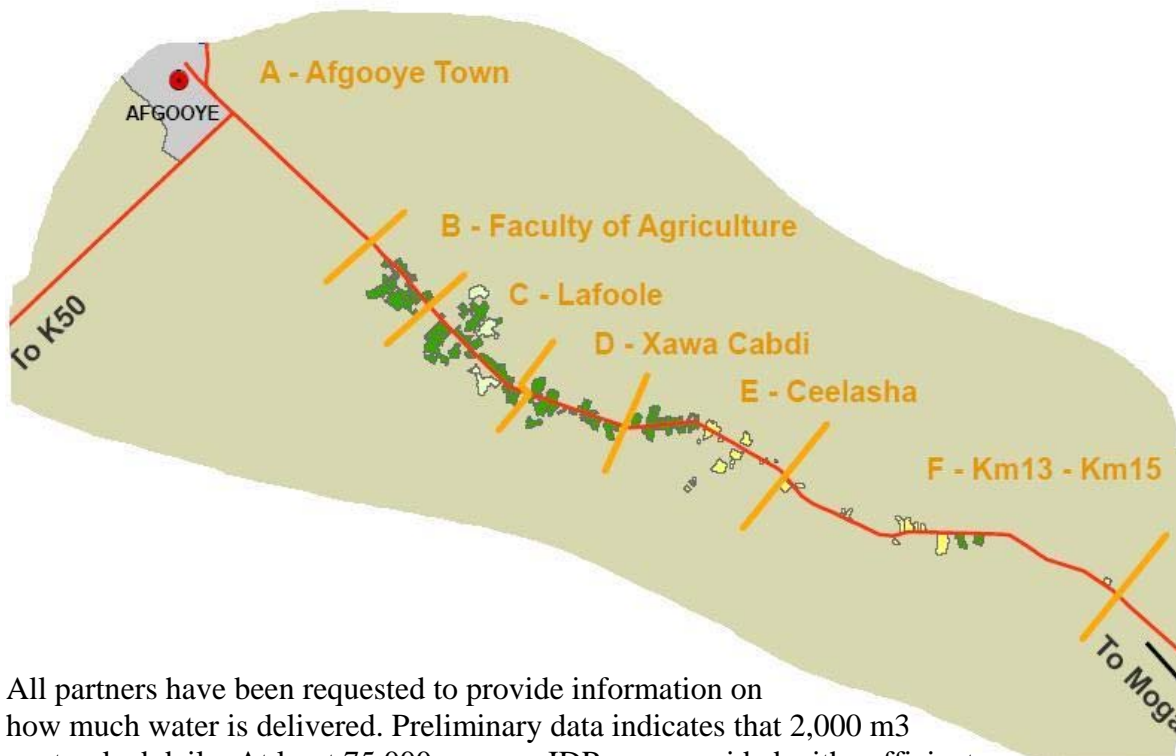 A - Afgooye Town
AFGOOYE
B - Faculty of Agriculture
To K50
C - Lafoole
D - Xawa Cabdi
E - Ceelasha
F - Km13 - Km15
To Moga
All partners have been requested to provide information on
how much water is delivered. Preliminary data indicates that 2,000 m3